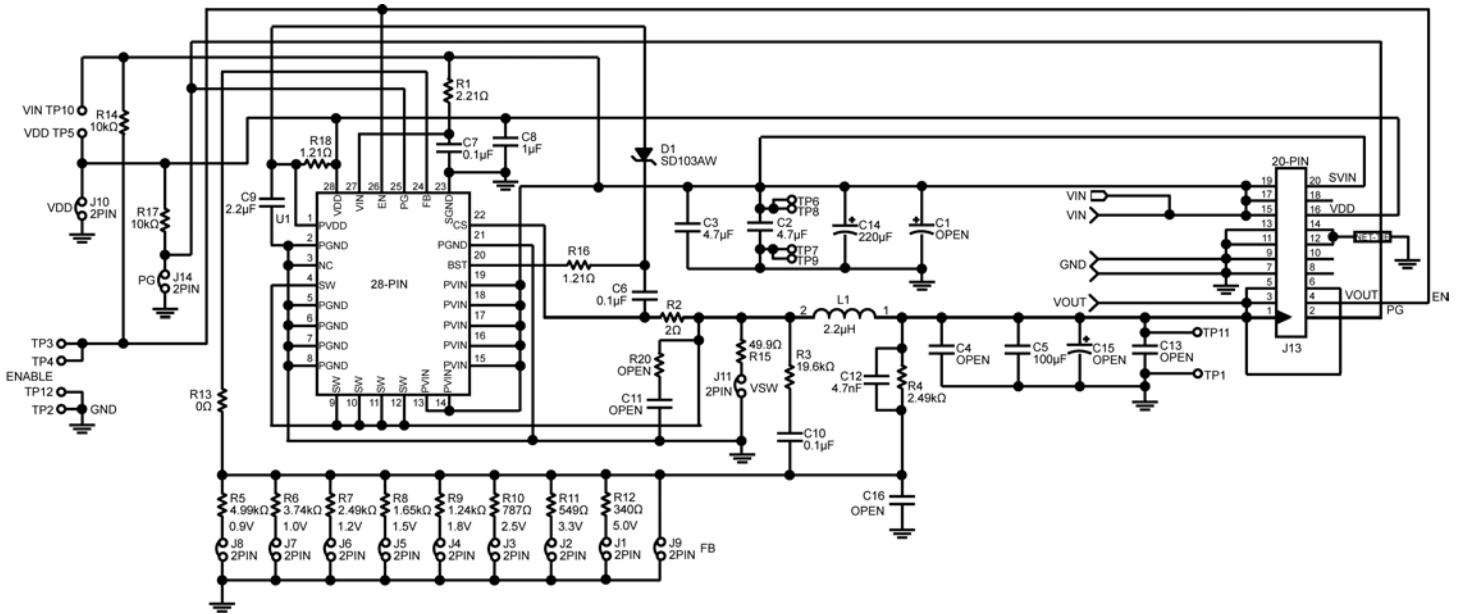 VIN TP10
VDD TP5
R14
10kΩ
VDD
J10
2PIN
R17
10kΩ
PG
J14
2PIN
TP3
TP4
ENABLE
TP12
TP2
GND
R13
0Ω
C9
2.2µF
U1
R18
1.21Ω
R1
2.21Ω
C7
0.1µF
C8
1µF
28
27
26
25
24
23
VDD
VIN
EN
PG
FB
SGND
1
PVDD
2
PGND
3
NC
4
SW
5
PGND
6
PGND
7
PGND
8
PGND
28-PIN
22
CS
21
PGND
20
BST
19
PVIN
18
PVIN
17
PVIN
16
PVIN
15
PVIN
SW
SW
SW
SW
PVIN
PVIN
9
10
11
12
13
14
D1
SD103AW
R16
1.21Ω
C6
0.1µF
R2
2Ω
R20
OPEN
C11
OPEN
49.9Ω
R15
J11
2PIN
VSW
R3
19.6kΩ
C10
0.1µF
2
L1
1
2.2µH
C12
4.7nF
R4
2.49kΩ
C16
OPEN
C3
4.7µF
C2
4.7µF
TP6
TP8
TP7
TP9
C14
220µF
C1
OPEN
C4
OPEN
C5
100µF
C15
OPEN
C13
OPEN
TP11
TP1
VIN
VIN
GND
VOUT
20-PIN
19
17
15
13
11
9
7
5
3
1
20
18
16
14
12
10
8
6
4
2
SVIN
VDD
VOUT
EN
PG
J13
R5
4.99kΩ
0.9V
J8
2PIN
R6
3.74kΩ
1.0V
J7
2PIN
R7
2.49kΩ
1.2V
J6
2PIN
R8
1.65kΩ
1.5V
J5
2PIN
R9
1.24kΩ
1.8V
J4
2PIN
R10
787Ω
2.5V
J3
2PIN
R11
549Ω
3.3V
J2
2PIN
R12
340Ω
5.0V
J1
2PIN
J9
2PIN
FB